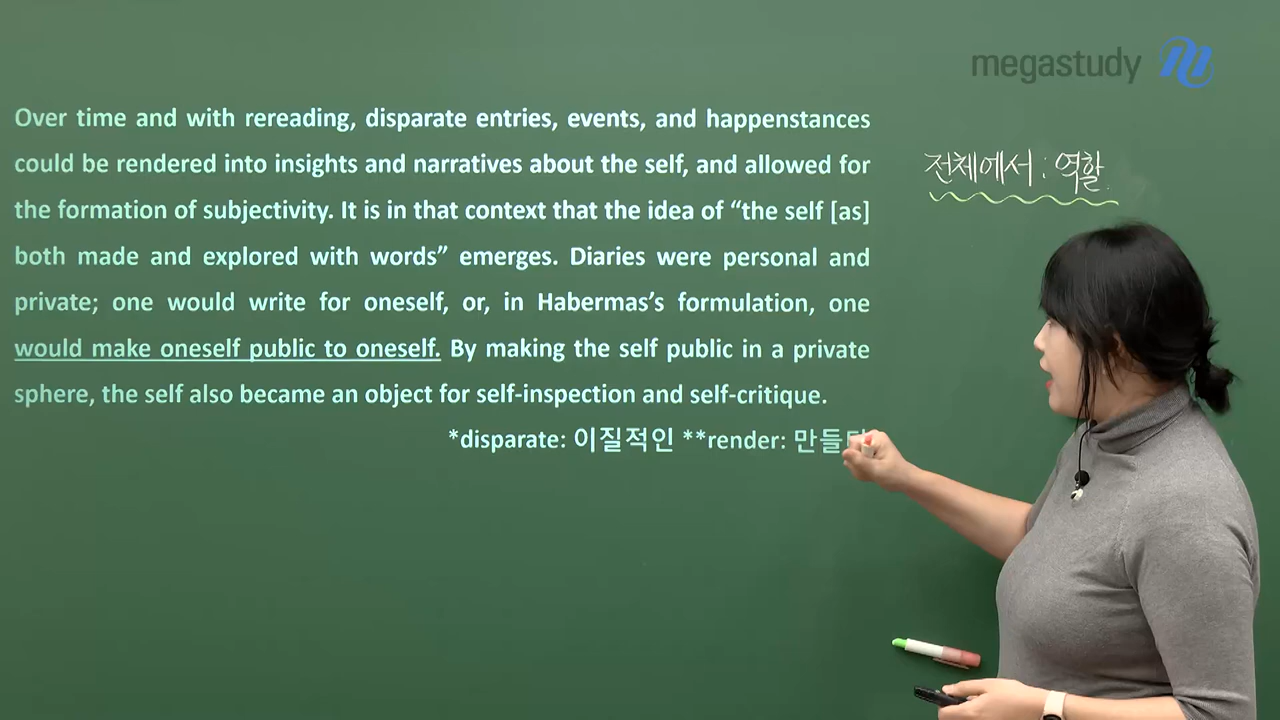 megastudy
Over time and with rereading, disparate entries, events, and happenstances
could be rendered into insights and narratives about the self, and allowed for
the formation of subjectivity. It is in that context that the idea of “the self [as]
both made and explored with words” emerges. Diaries were personal and
private; one would write for oneself, or, in Habermas’s formulation, one
would make oneself public to oneself. By making the self public in a private
sphere, the self also became an object for self-inspection and self-critique.
*disparate: 이질적인 **render: 만들다
전체에서 : 역할